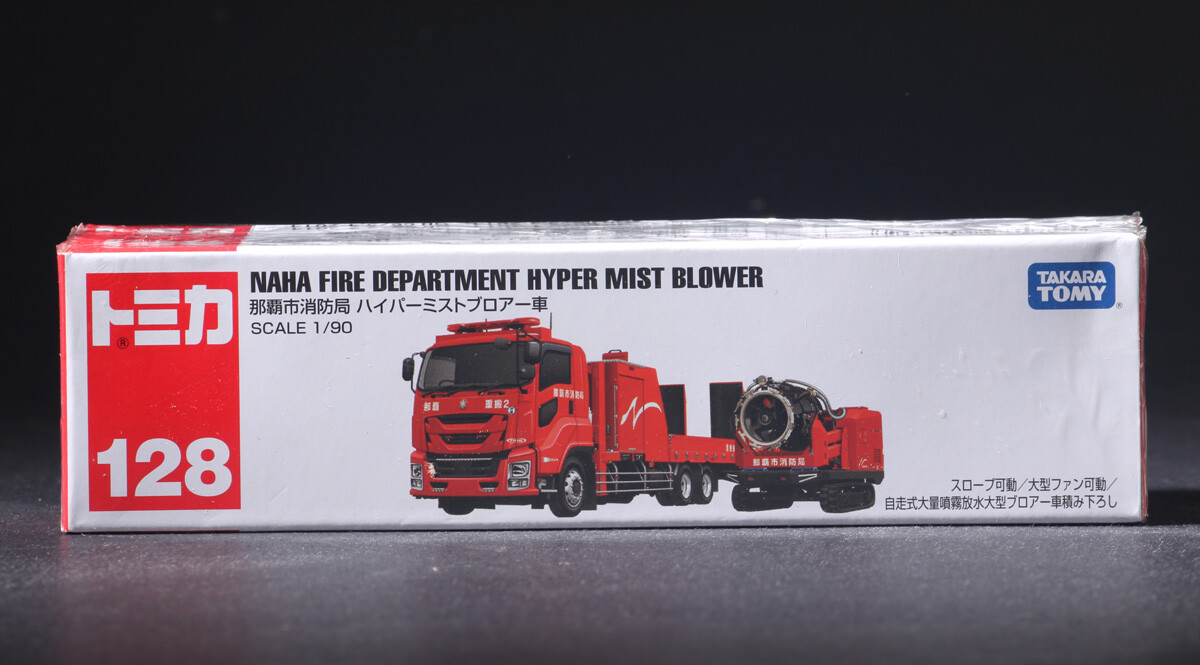 トミカ
®
128
NAHA FIRE DEPARTMENT HYPER MIST BLOWER
那覇市消防局 ハイパーミストブロアー車
SCALE 1/90
TAKARA
TOMY
®
那覇
重搬2
那覇市消防局
那覇市消防局
スロープ可動／大型ファン可動／
自走式大量噴霧放水大型ブロアー車積み下ろし